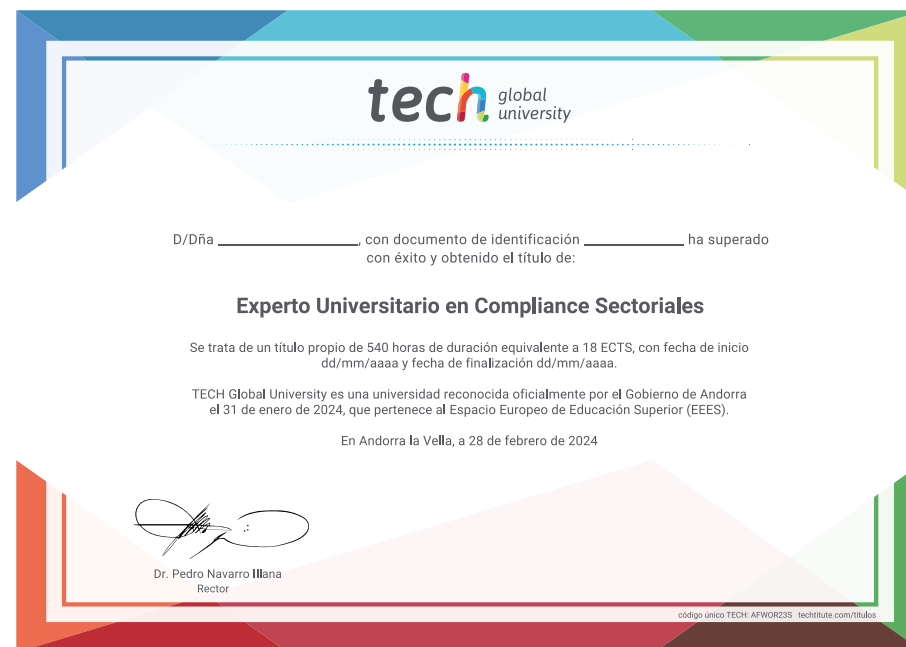 tech global university
D/Dña ____________________, con documento de identificación ______________ ha superado
con éxito y obtenido el título de:
Experto Universitario en Compliance Sectoriales
Se trata de un título propio de 540 horas de duración equivalente a 18 ECTS, con fecha de inicio
dd/mm/aaaa y fecha de finalización dd/mm/aaaa.
TECH Global University es una universidad reconocida oficialmente por el Gobierno de Andorra
el 31 de enero de 2024, que pertenece al Espacio Europeo de Educación Superior (EEES).
En Andorra la Vella, a 28 de febrero de 2024
Dr. Pedro Navarro Illana
Rector
código único TECH: AFWOR23S techtitute.com/titulos